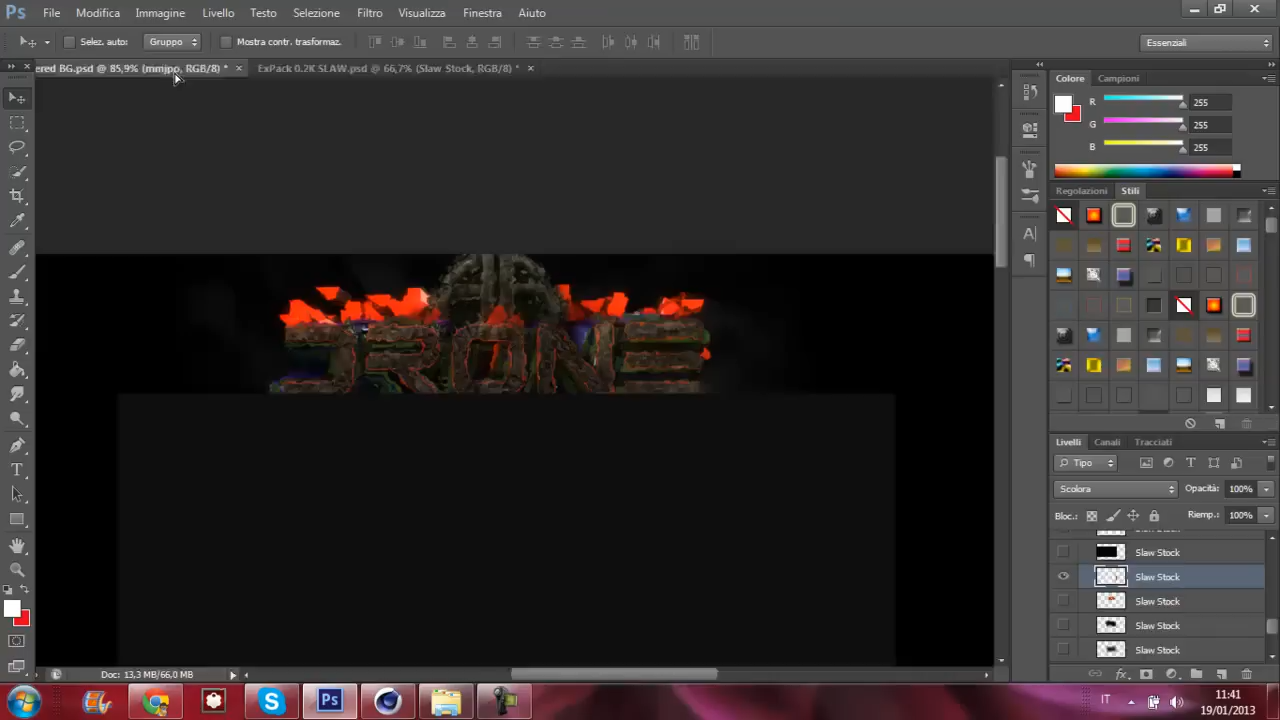 Ps File Modifica Immagine Livello Testo Selezione Filtro Visualizza Finestra Aiuto
Selez. auto: Gruppo Mostra contr. trasformaz. Essenziali
ered BG.psd @ 85,9% (mmjpo, RGB/8) * × ExPack 0.2K SLAW.psd @ 66,7% (Slaw Stock, RGB/8) * ×
Colore Campioni
R 255
G 255
B 255
Regolazioni Stili
Livelli Canali Tracciati
Tipo
Scolora Opacità: 100%
Bloc.: Riemp.: 100%
Slaw Stock
Slaw Stock
Slaw Stock
Slaw Stock
Slaw Stock
Slaw Stock
Doc: 13,3 MB/66,0 MB
IT 11:41
19/01/2013